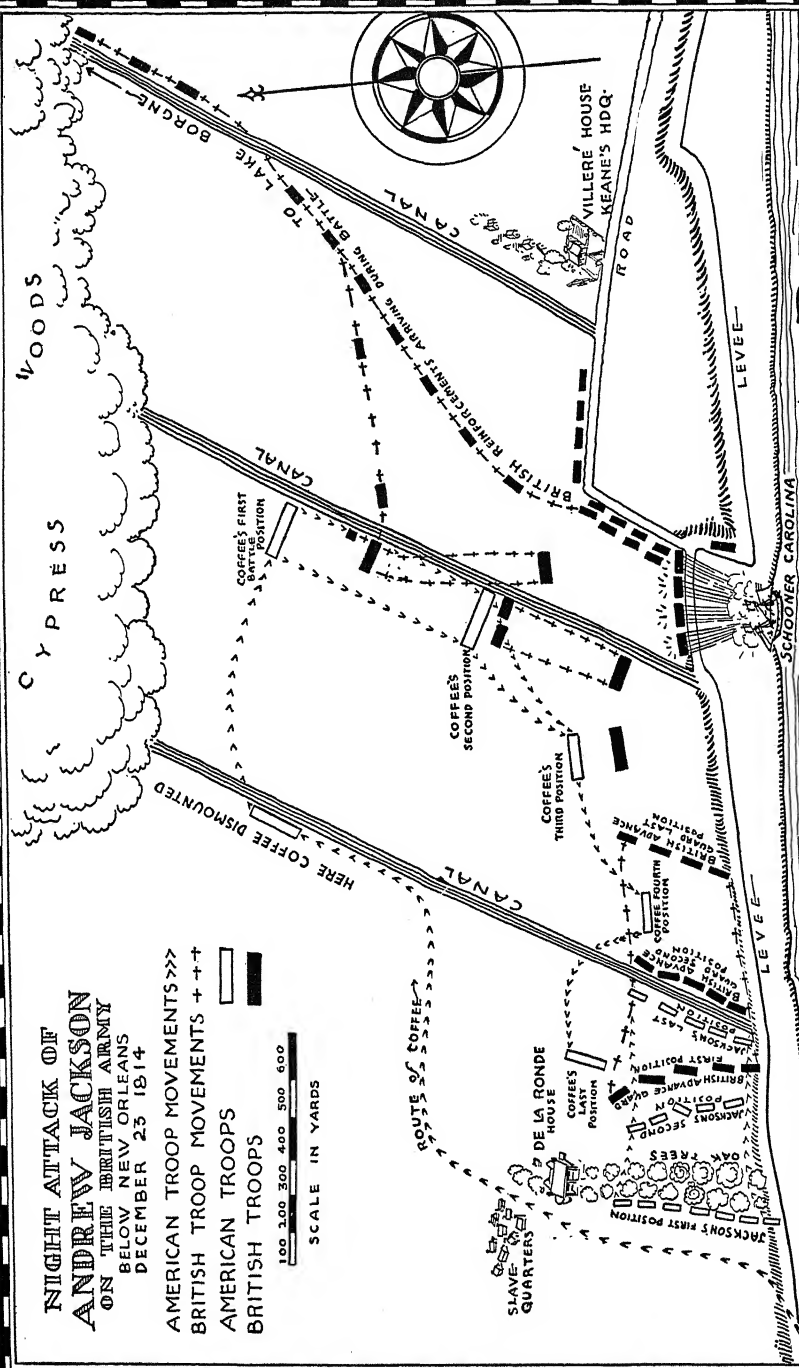 NIGHT ATTACK OF
ANDREW JACKSON
ON THE BRITISH ARMY
BELOW NEW ORLEANS
DECEMBER 23 1814
AMERICAN TROOP MOVEMENTS >>>
BRITISH TROOP MOVEMENTS +++
AMERICAN TROOPS
BRITISH TROOPS
100 200 300 400 500 600
SCALE IN YARDS
CYPRESS WOODS
TO LAKE BORGNE
CANAL
BRITISH REINFORCEMENTS ARRIVING DURING BATTLE
VILLERE' HOUSE
KEANE'S HDQ.
ROAD
LEVEE
CANAL
COFFEE'S FIRST
BATTLE
POSITION
COFFEE'S
SECOND POSITION
COFFEE'S
THIRD POSITION
HERE COFFEE DISMOUNTED
CANAL
ROUTE OF COFFEE
COFFEE FOURTH
POSITION
COFFEE'S
LAST
POSITION
BRITISH ADVANCE
GUARD LAST
POSITION
BRITISH ADVANCE
GUARD SECOND
POSITION
JACKSON'S LAST
POSITION
BRITISH ADVANCE GUARD
FIRST POSITION
JACKSONS SECOND
POSITION
DE LA RONDE
HOUSE
OAK TREES
JACKSON'S FIRST POSITION
SLAVE
QUARTERS
LEVEE
SCHOONER CAROLINA